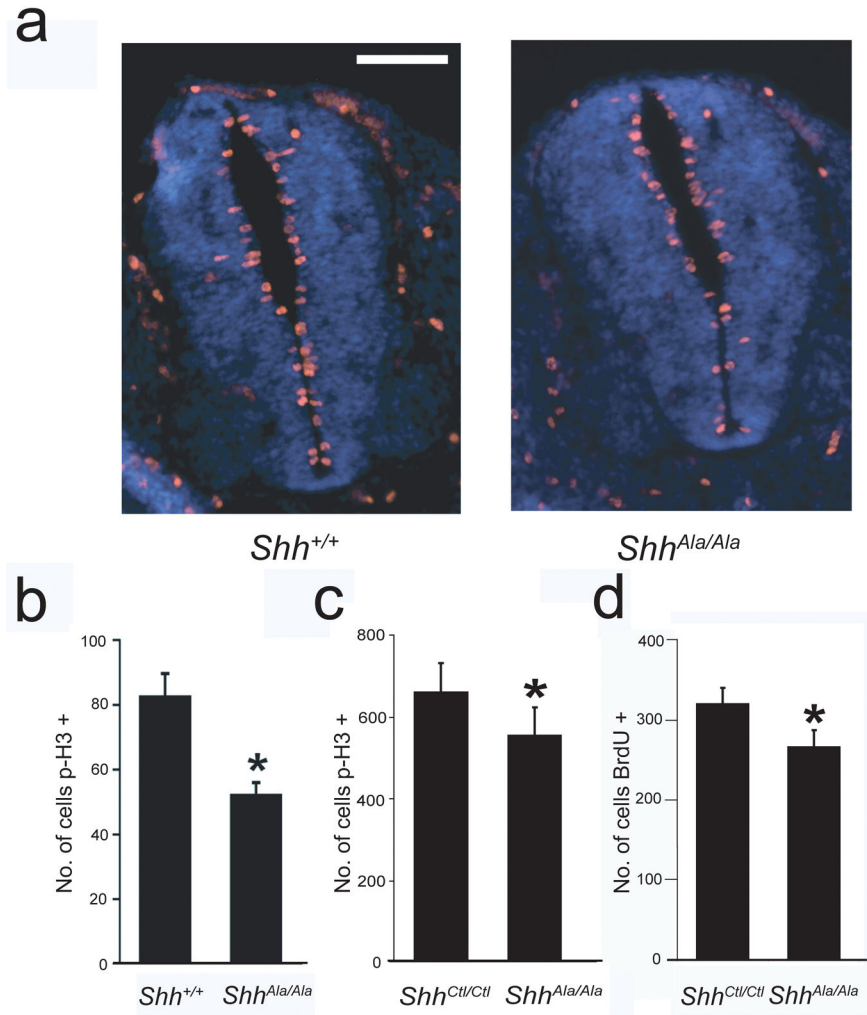 a
Shh+/+
ShhAla/Ala
b
No. of cells p-H3 +
100
80
60
40
20
0
*
Shh+/+
ShhAla/Ala
c
No. of cells p-H3 +
800
600
400
200
0
*
ShhCtl/Ctl
ShhAla/Ala
d
No. of cells BrdU +
400
300
200
100
0
*
ShhCtl/Ctl
ShhAla/Ala